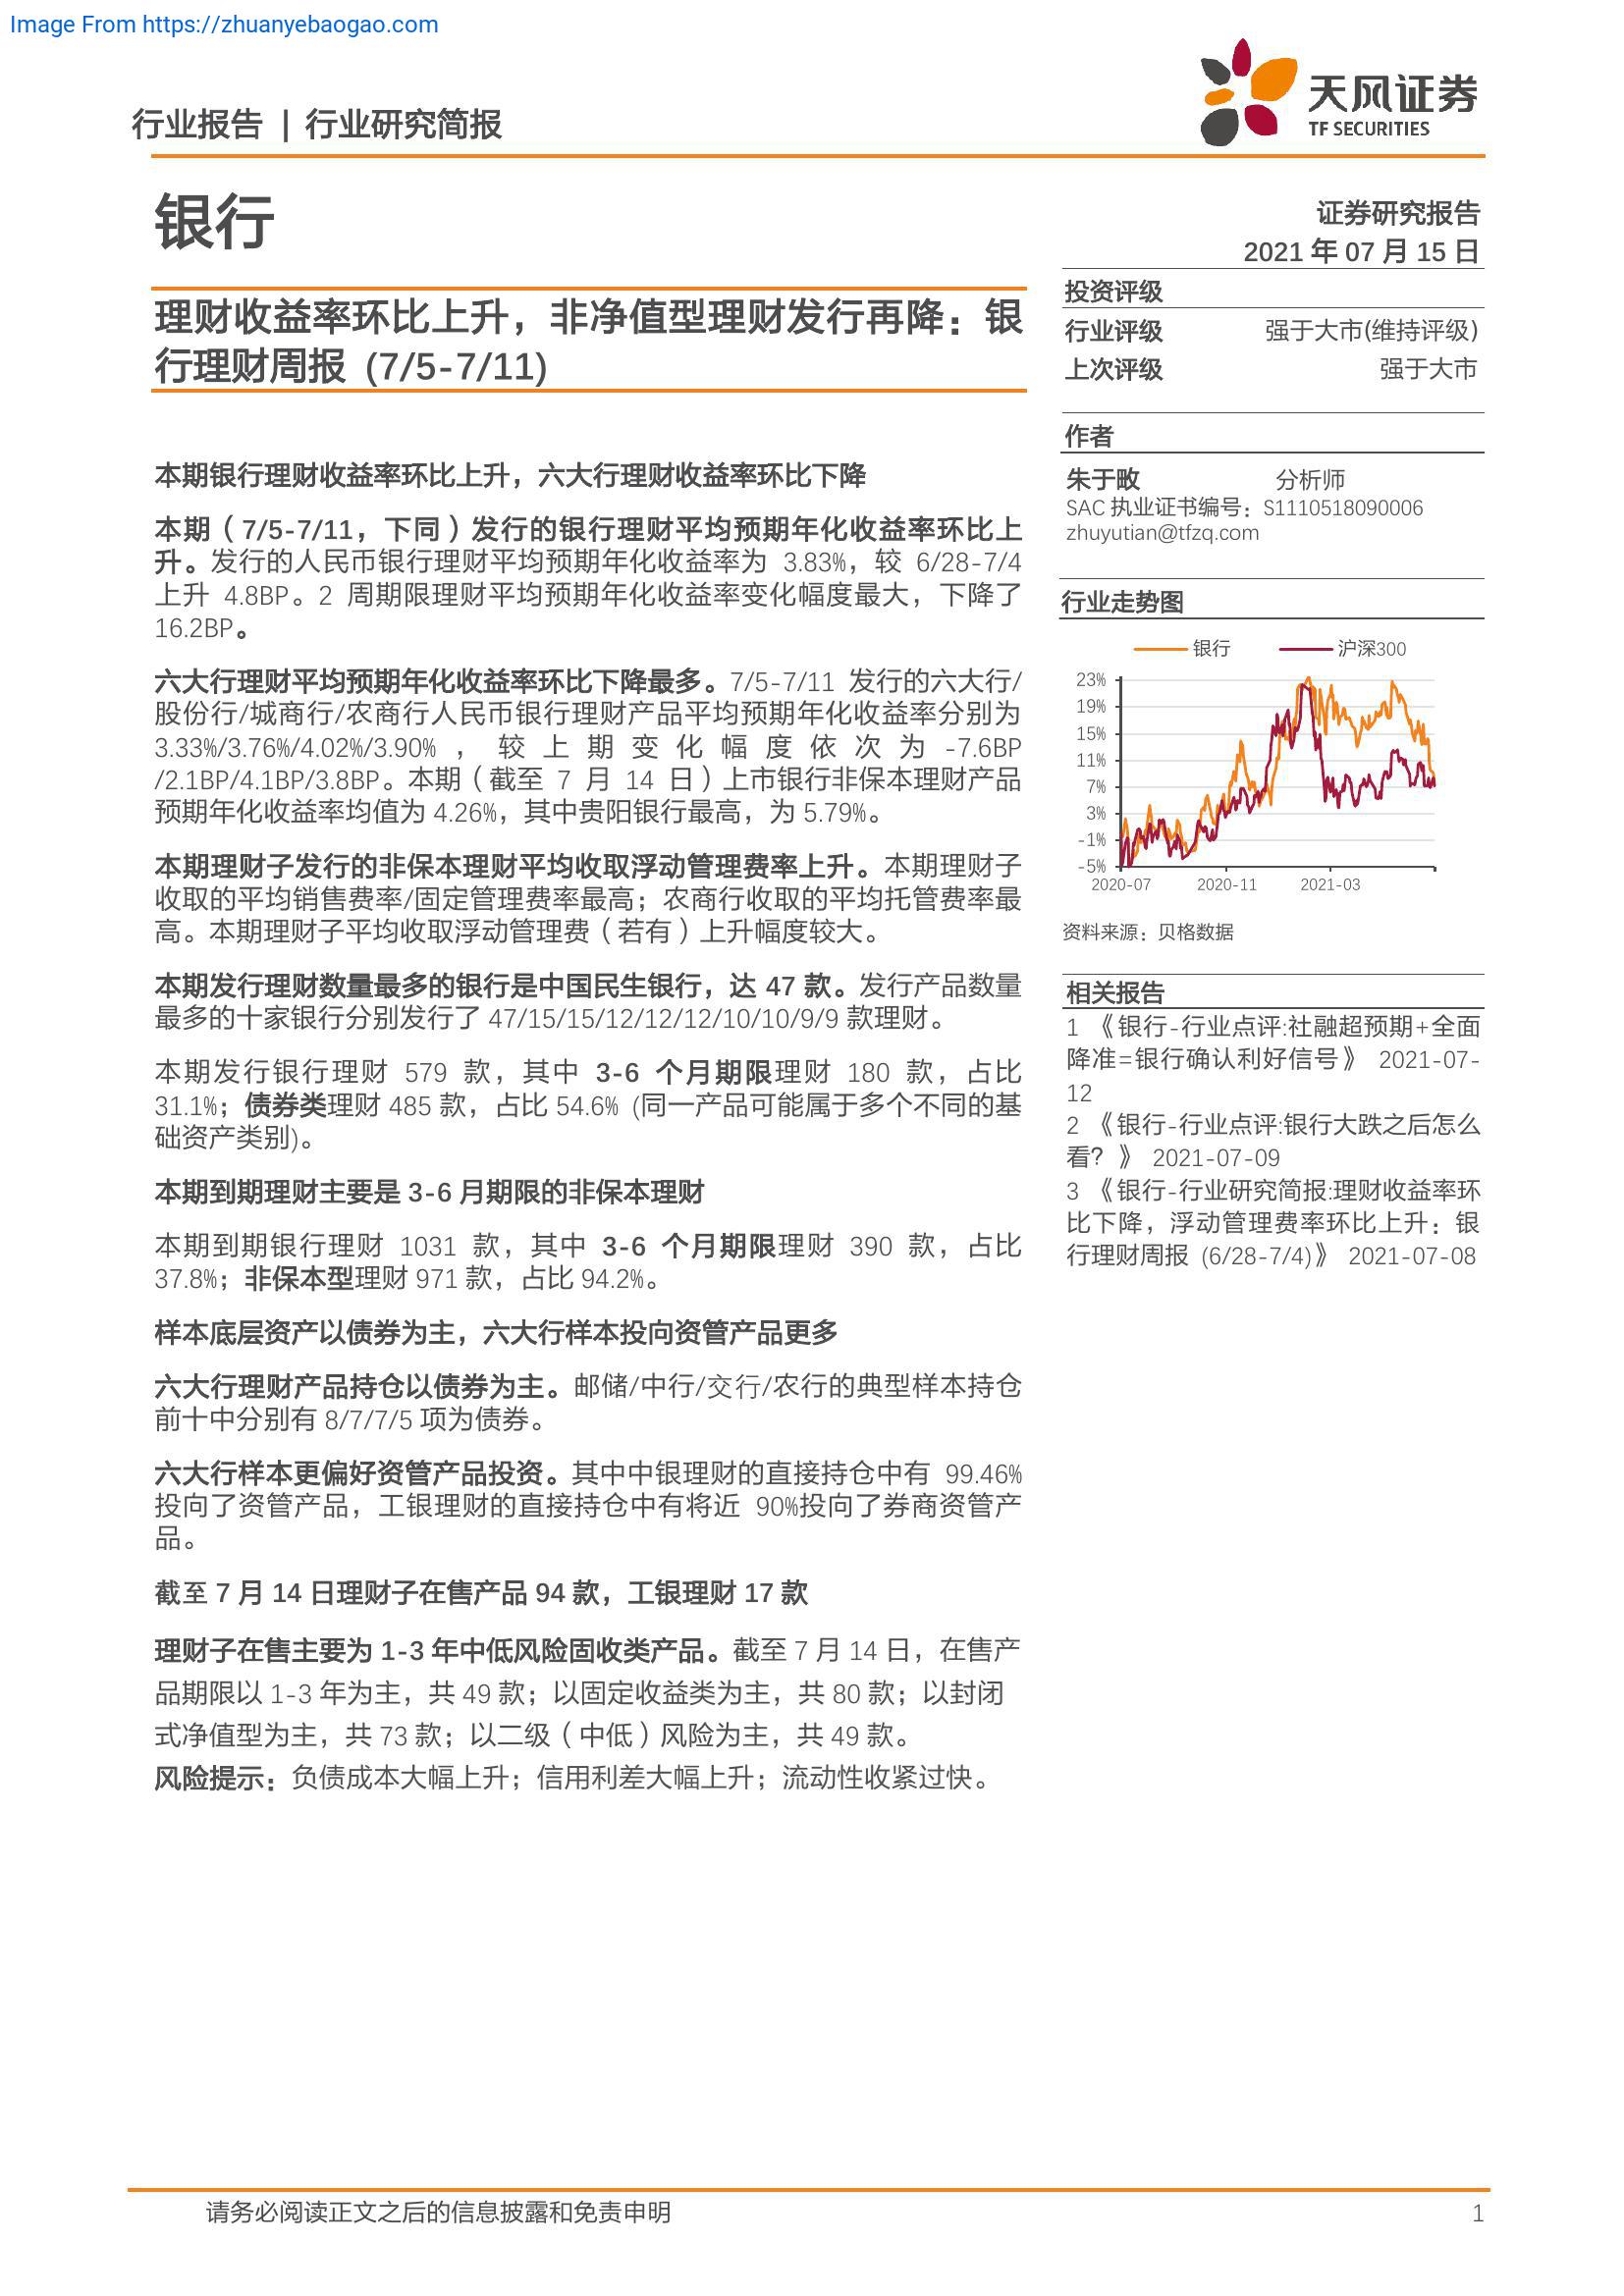 Image From https://zhuanyebaogao.com
行业报告 | 行业研究简报
天风证券
TF SECURITIES
银行
证券研究报告
2021 年 07 月 15 日
理财收益率环比上升，非净值型理财发行再降：银
行理财周报 (7/5-7/11)
本期银行理财收益率环比上升，六大行理财收益率环比下降
本期（7/5-7/11，下同）发行的银行理财平均预期年化收益率环比上
升。发行的人民币银行理财平均预期年化收益率为 3.83%，较 6/28-7/4
上升 4.8BP。2 周期限理财平均预期年化收益率变化幅度最大，下降了
16.2BP。
六大行理财平均预期年化收益率环比下降最多。7/5-7/11 发行的六大行/
股份行/城商行/农商行人民币银行理财产品平均预期年化收益率分别为
3.33%/3.76%/4.02%/3.90%，较上期变化幅度依次为-7.6BP
/2.1BP/4.1BP/3.8BP。本期（截至 7 月 14 日）上市银行非保本理财产品
预期年化收益率均值为 4.26%，其中贵阳银行最高，为 5.79%。
本期理财子发行的非保本理财平均收取浮动管理费率上升。本期理财子
收取的平均销售费率/固定管理费率最高；农商行收取的平均托管费率最
高。本期理财子平均收取浮动管理费（若有）上升幅度较大。
本期发行理财数量最多的银行是中国民生银行，达 47 款。发行产品数量
最多的十家银行分别发行了 47/15/15/12/12/12/10/10/9/9 款理财。
本期发行银行理财 579 款，其中 3-6 个月期限理财 180 款，占比
31.1%；债券类理财 485 款，占比 54.6% (同一产品可能属于多个不同的基
础资产类别)。
本期到期理财主要是 3-6 月期限的非保本理财
本期到期银行理财 1031 款，其中 3-6 个月期限理财 390 款，占比
37.8%；非保本型理财 971 款，占比 94.2%。
样本底层资产以债券为主，六大行样本投向资管产品更多
六大行理财产品持仓以债券为主。邮储/中行/交行/农行的典型样本持仓
前十中分别有 8/7/7/5 项为债券。
六大行样本更偏好资管产品投资。其中中银理财的直接持仓中有 99.46%
投向了资管产品，工银理财的直接持仓中有将近 90%投向了券商资管产
品。
截至 7 月 14 日理财子在售产品 94 款，工银理财 17 款
理财子在售主要为 1-3 年中低风险固收类产品。截至 7 月 14 日，在售产
品期限以 1-3 年为主，共 49 款；以固定收益类为主，共 80 款；以封闭
式净值型为主，共 73 款；以二级（中低）风险为主，共 49 款。
风险提示：负债成本大幅上升；信用利差大幅上升；流动性收紧过快。
投资评级
行业评级 强于大市(维持评级)
上次评级 强于大市
作者
朱于畋 分析师
SAC 执业证书编号：S1110518090006
zhuyutian@tfzq.com
行业走势图
银行 沪深300
23%
19%
15%
11%
7%
3%
-1%
-5%
2020-07 2020-11 2021-03
资料来源：贝格数据
相关报告
1 《银行-行业点评:社融超预期+全面
降准=银行确认利好信号》 2021-07-
12
2 《银行-行业点评:银行大跌之后怎么
看？》 2021-07-09
3 《银行-行业研究简报:理财收益率环
比下降，浮动管理费率环比上升：银
行理财周报 (6/28-7/4)》 2021-07-08
请务必阅读正文之后的信息披露和免责申明 1